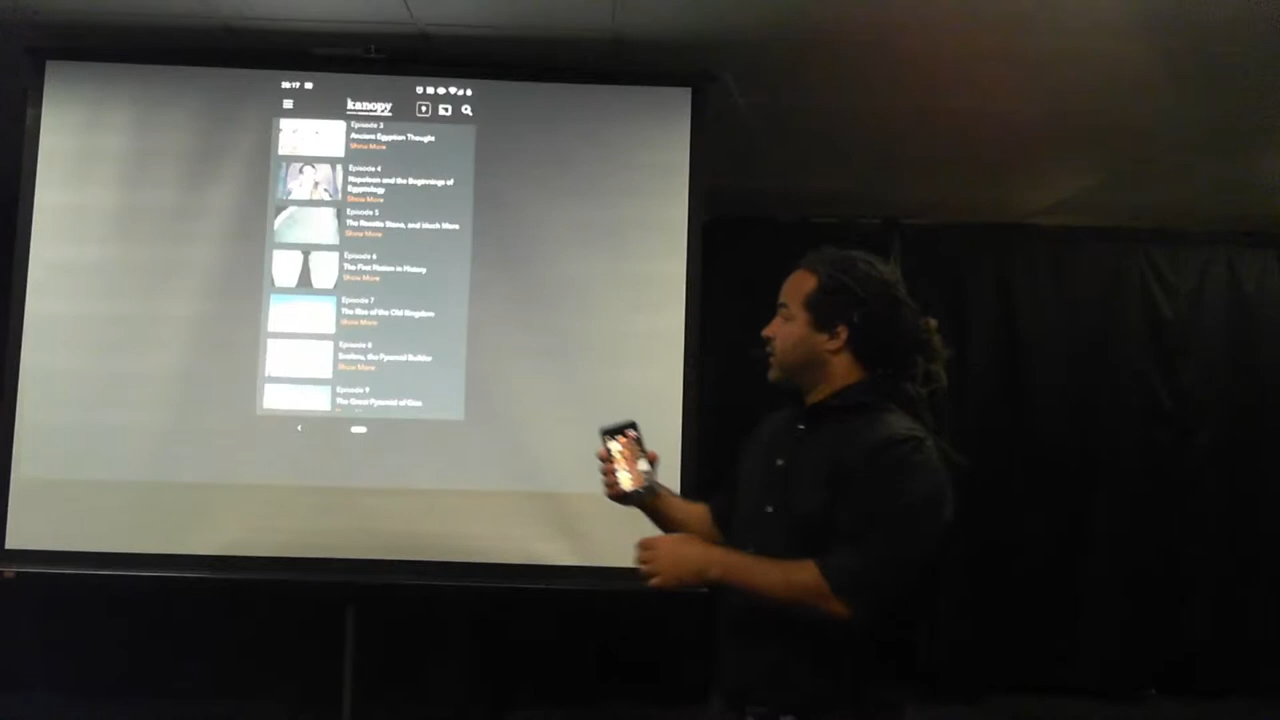 20:17
kanopy
Episode 3
Ancient Egyptian Thought
Show More
Episode 4
Napoleon and the Beginnings of
Egyptology
Show More
Episode 5
The Rosetta Stone, and Much More
Show More
Episode 6
The First Nation in History
Show More
Episode 7
The Rise of the Old Kingdom
Show More
Episode 8
Sneferu, the Pyramid Builder
Show More
Episode 9
The Great Pyramid of Giza